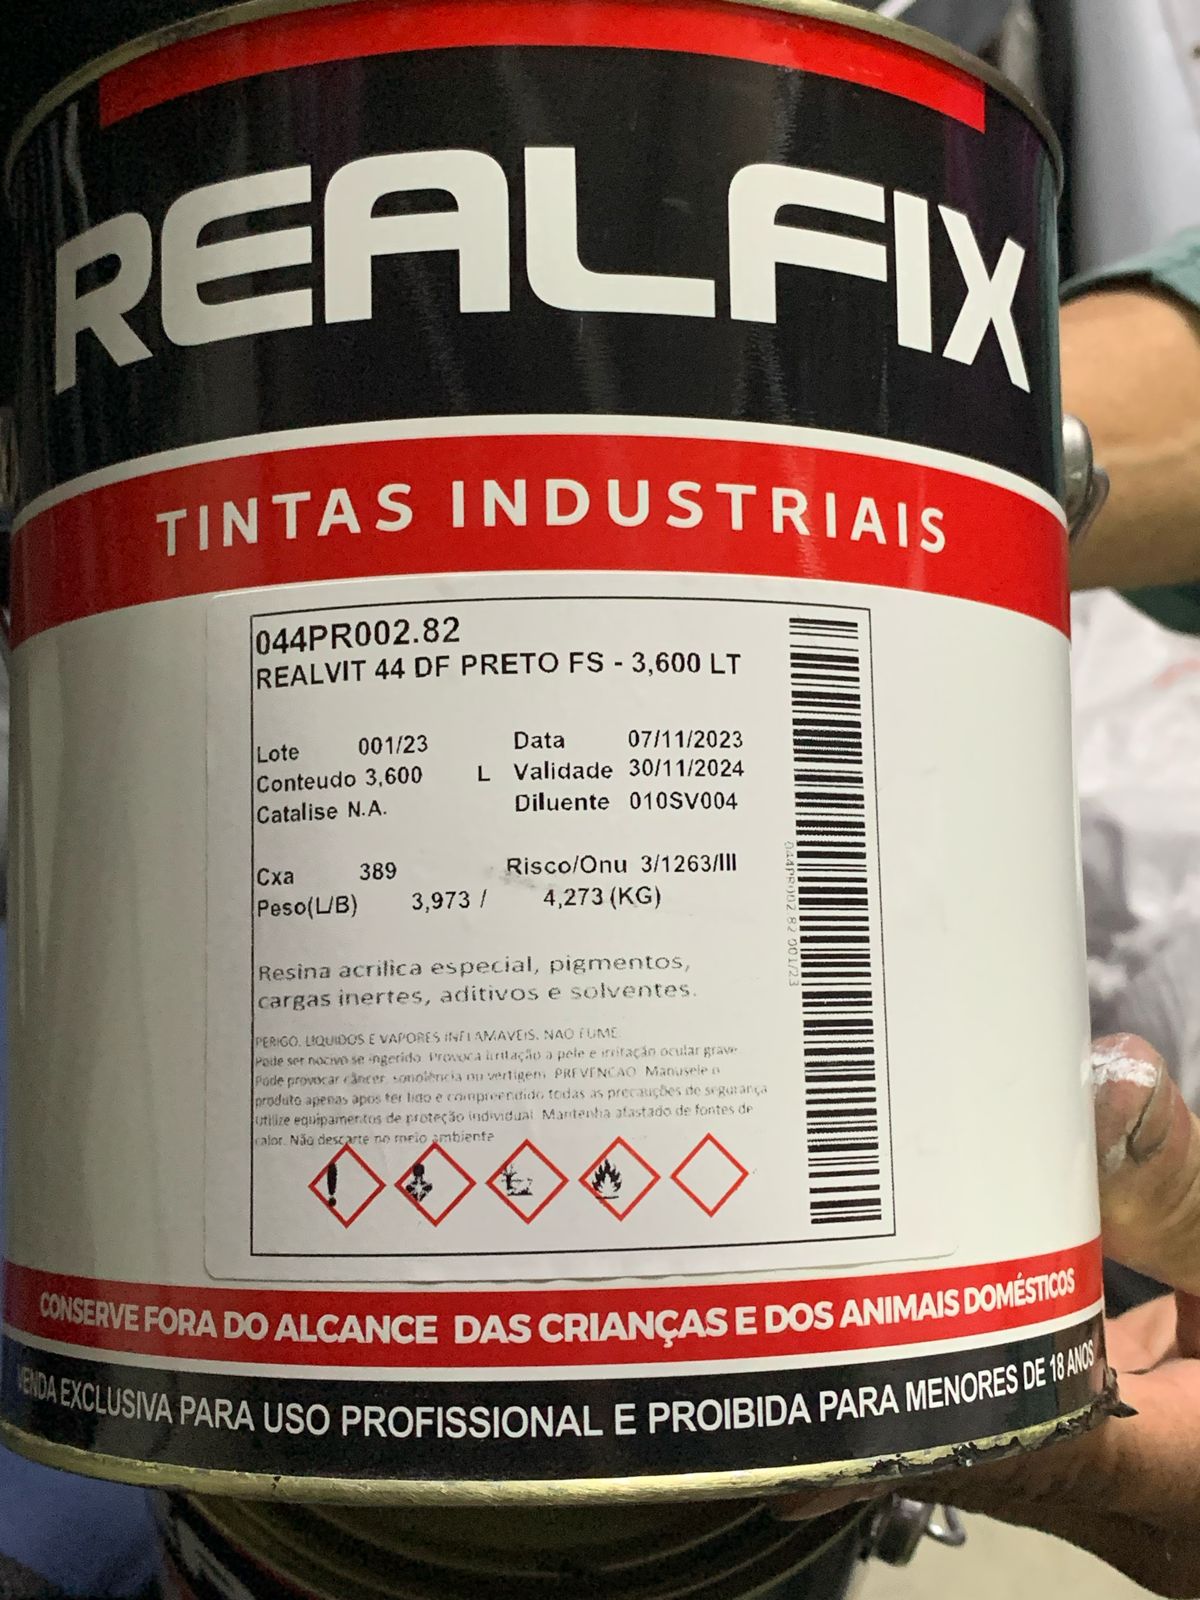 REALFIX
TINTAS INDUSTRIAIS
044PR002.82
REALVIT 44 DF PRETO FS - 3,600 LT
Lote 001/23 Data 07/11/2023
Conteudo 3,600 L Validade 30/11/2024
Catalise N.A. Diluente 010SV004
Cxa 389 Risco/Onu 3/1263/III
Peso(L/B) 3,973 / 4,273 (KG)
044PR002.82 001/23
Resina acrilica especial, pigmentos,
cargas inertes, aditivos e solventes.
PERIGO. LIQUIDOS E VAPORES INFLAMAVEIS. NAO FUME.
Pode ser nocivo se ingerido. Provoca irritação a pele e irritação ocular grave
Pode provocar câncer, sonolência ou vertigem. PREVENCAO. Manusele o
produto apenas apos ter lido e compreendido todas as precauções de segurança
Utilize equipamentos de proteção individual. Mantenha afastado de fontes de
calor. Não descarte no meio ambiente
CONSERVE FORA DO ALCANCE DAS CRIANÇAS E DOS ANIMAIS DOMÉSTICOS
VENDA EXCLUSIVA PARA USO PROFISSIONAL E PROIBIDA PARA MENORES DE 18 ANOS